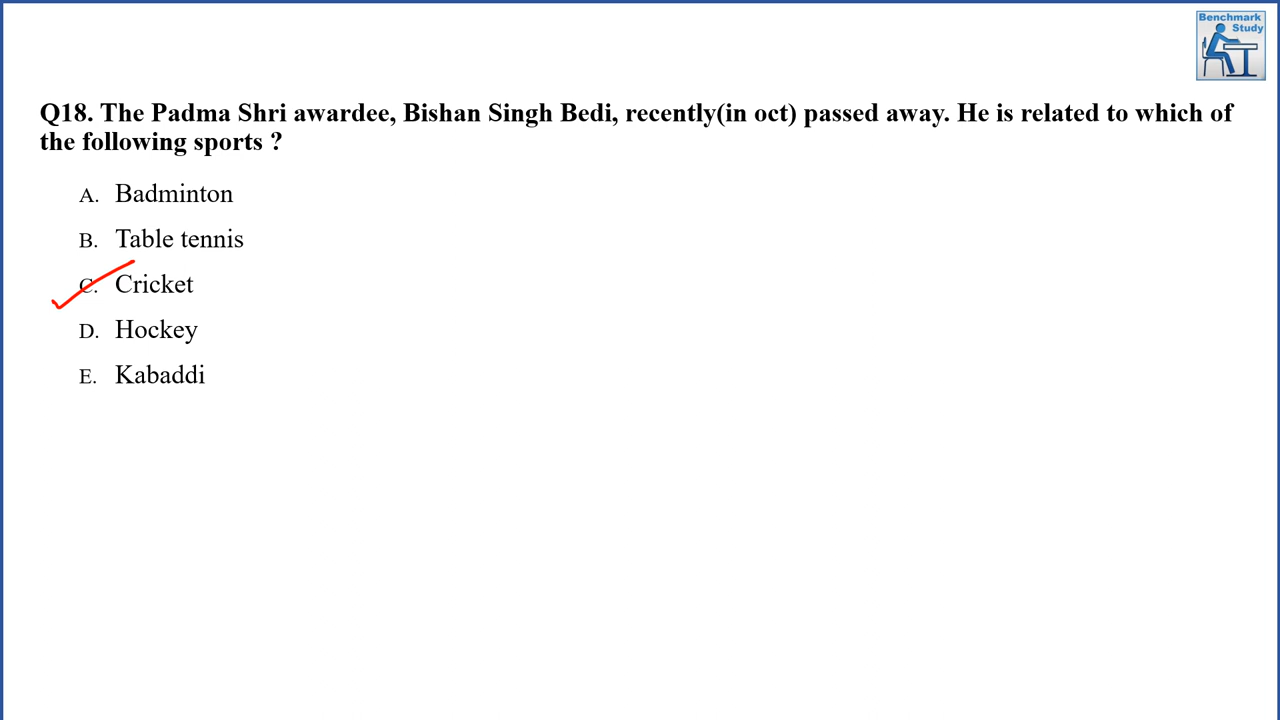 Benchmark
Study
Q18. The Padma Shri awardee, Bishan Singh Bedi, recently(in oct) passed away. He is related to which of
the following sports ?
A. Badminton
B. Table tennis
C. Cricket
D. Hockey
E. Kabaddi